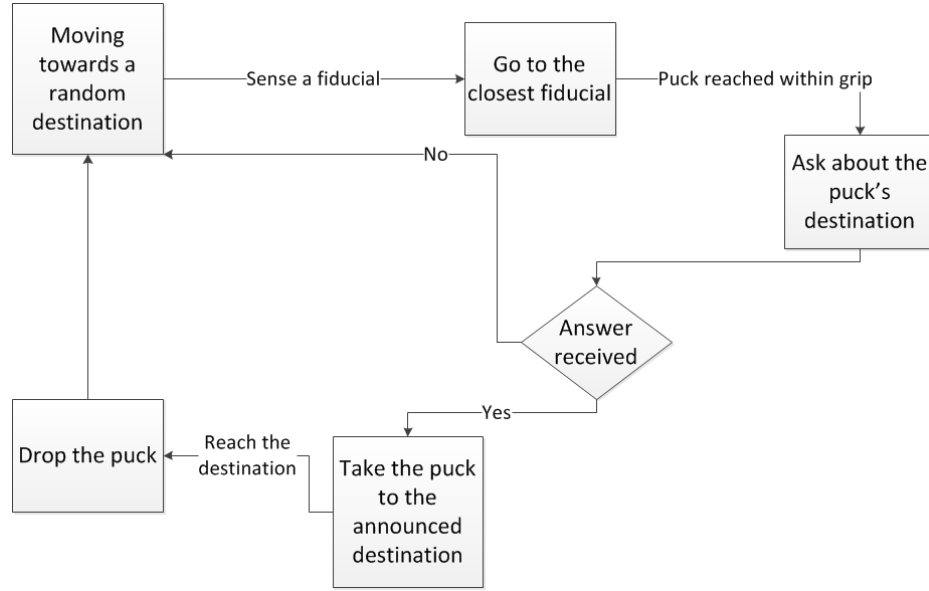 Moving
towards a
random
destination
Sense a fiducial
Go to the
closest fiducial
Puck reached within grip
Ask about the
puck's
destination
No
Answer
received
Yes
Take the puck
to the
announced
destination
Reach the
destination
Drop the puck